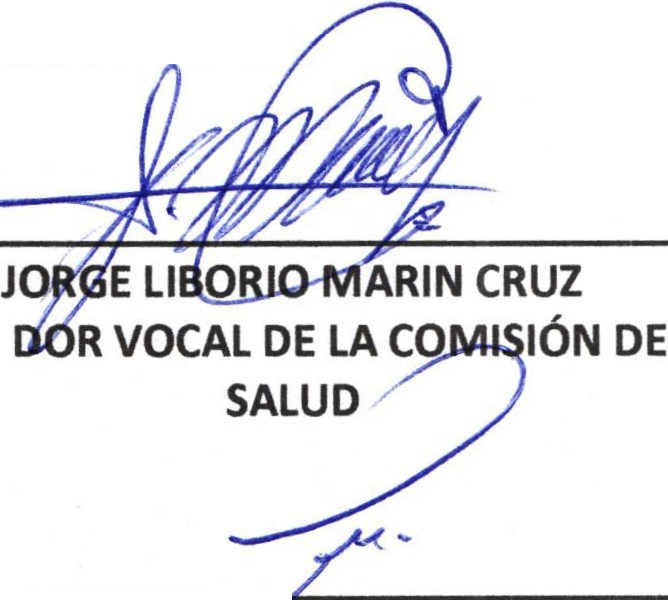 JORGE LIBORIO MARIN CRUZ
DOR VOCAL DE LA COMISIÓN DE
SALUD